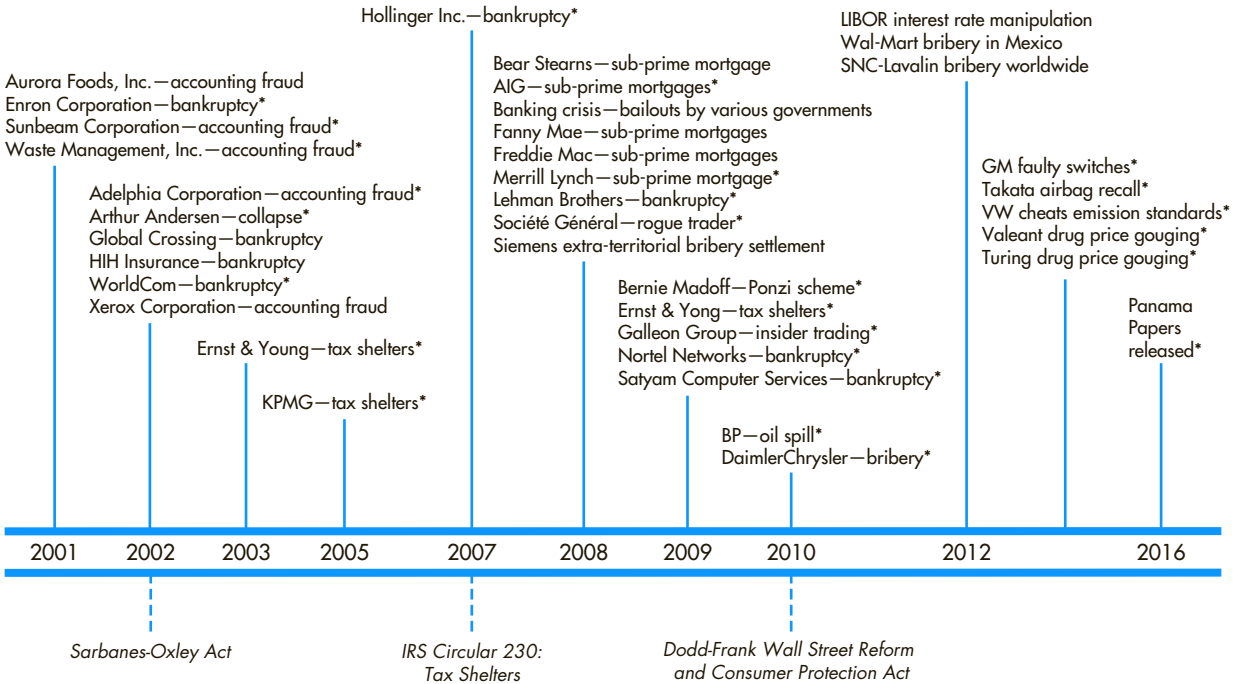 Hollinger Inc.—bankruptcy*
LIBOR interest rate manipulation
Wal-Mart bribery in Mexico
SNC-Lavalin bribery worldwide
Aurora Foods, Inc.—accounting fraud
Enron Corporation—bankruptcy*
Sunbeam Corporation—accounting fraud*
Waste Management, Inc.—accounting fraud*
Bear Stearns—sub-prime mortgage
AIG—sub-prime mortgages*
Banking crisis—bailouts by various governments
Fanny Mae—sub-prime mortgages
Freddie Mac—sub-prime mortgages
Merrill Lynch—sub-prime mortgage*
Lehman Brothers—bankruptcy*
Société Général—rogue trader*
Siemens extra-territorial bribery settlement
GM faulty switches*
Takata airbag recall*
VW cheats emission standards*
Valeant drug price gouging*
Turing drug price gouging*
Adelphia Corporation—accounting fraud*
Arthur Andersen—collapse*
Global Crossing—bankruptcy
HIH Insurance—bankruptcy
WorldCom—bankruptcy*
Xerox Corporation—accounting fraud
Bernie Madoff—Ponzi scheme*
Ernst & Yong—tax shelters*
Galleon Group—insider trading*
Nortel Networks—bankruptcy*
Satyam Computer Services—bankruptcy*
Panama
Papers
released*
Ernst & Young—tax shelters*
KPMG—tax shelters*
BP—oil spill*
DaimlerChrysler—bribery*
2001 2002 2003 2005 2007 2008 2009 2010 2012 2016
Sarbanes-Oxley Act
IRS Circular 230:
Tax Shelters
Dodd-Frank Wall Street Reform
and Consumer Protection Act